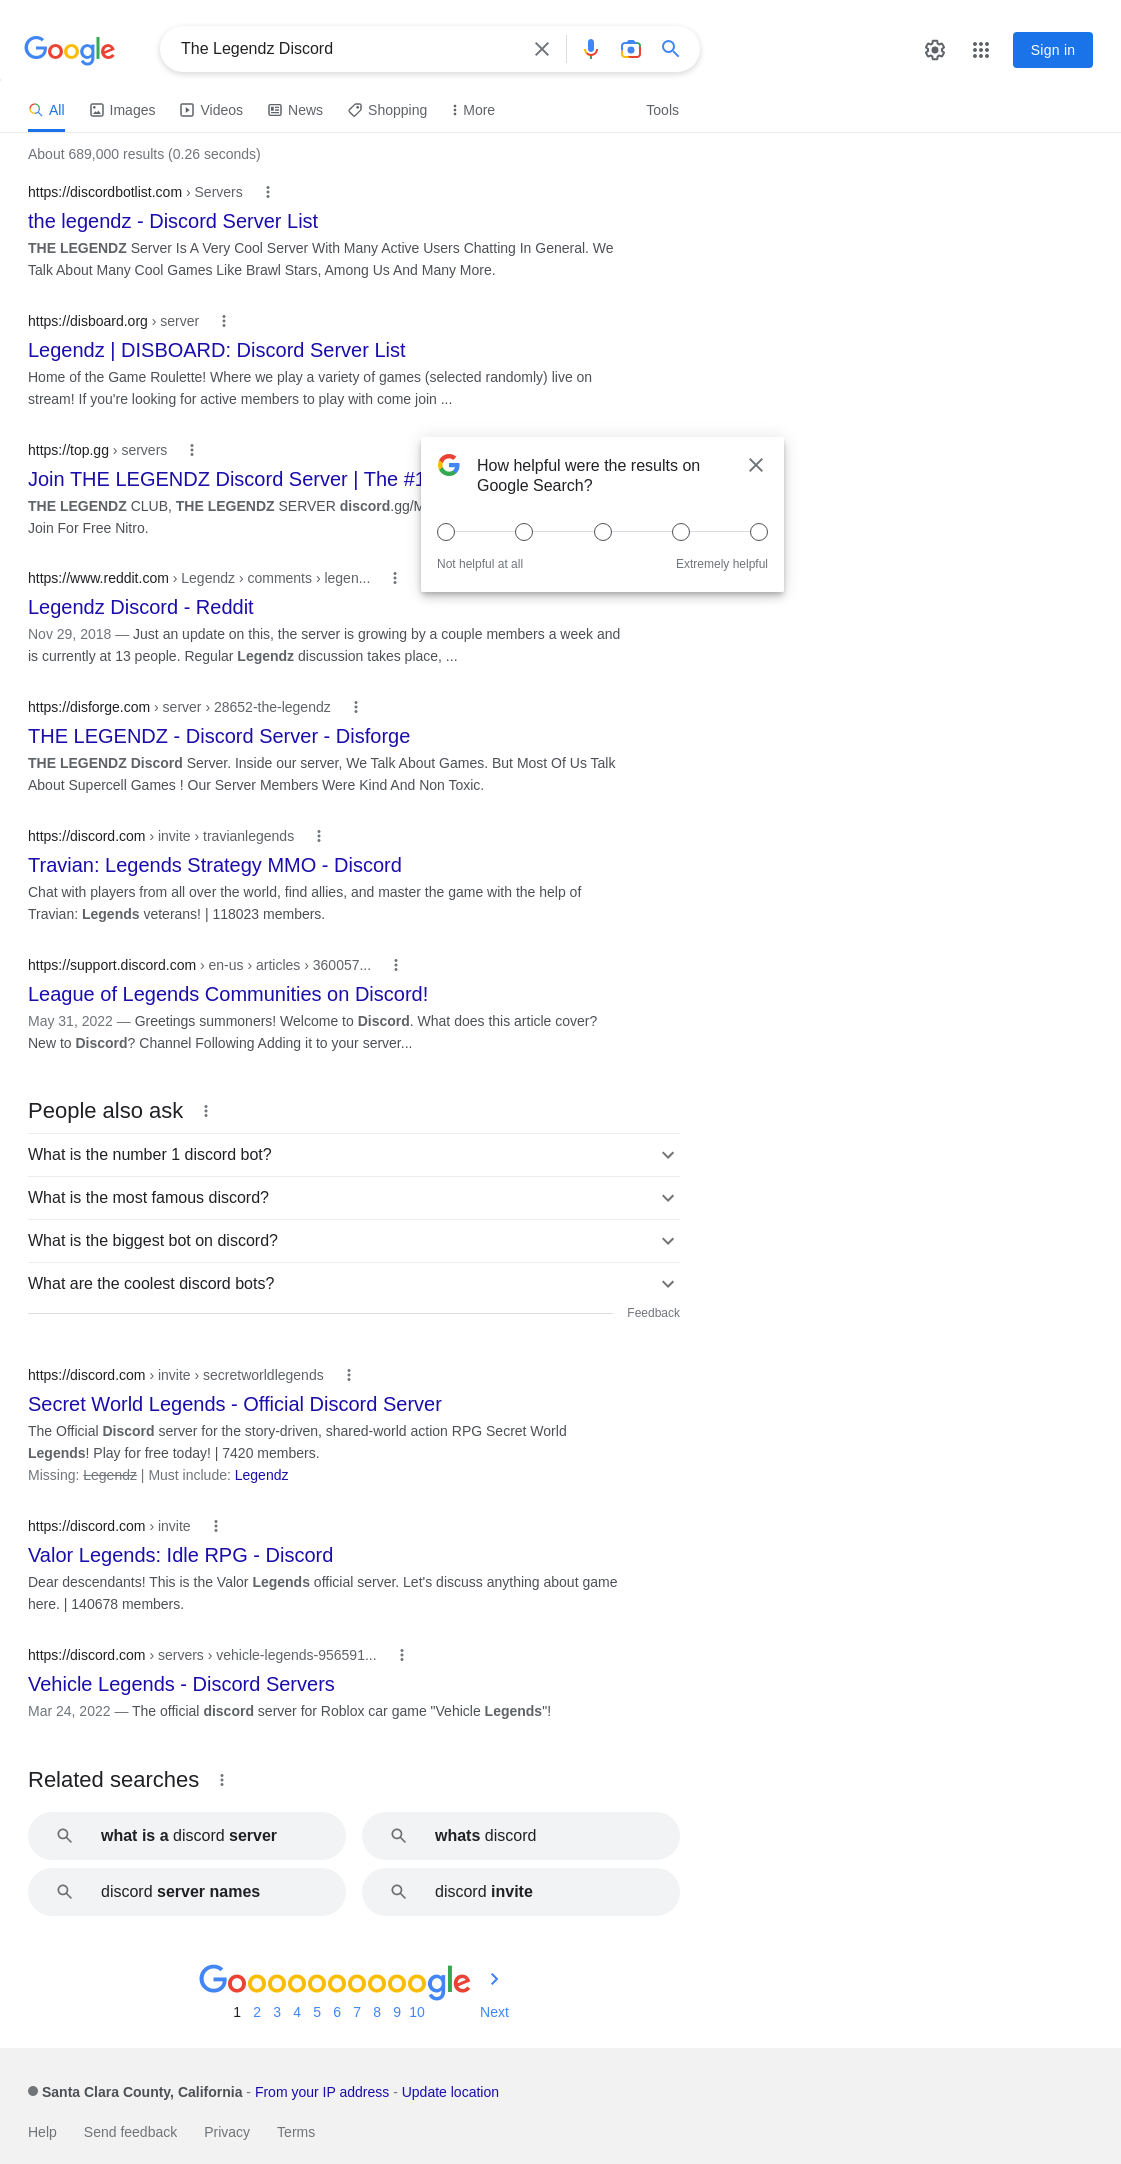 Google
The Legendz Discord
Sign in
All
Images
Videos
News
Shopping
More
Tools
About 689,000 results (0.26 seconds)
https://discordbotlist.com › Servers
the legendz - Discord Server List
THE LEGENDZ Server Is A Very Cool Server With Many Active Users Chatting In General. We
Talk About Many Cool Games Like Brawl Stars, Among Us And Many More.
https://disboard.org › server
Legendz | DISBOARD: Discord Server List
Home of the Game Roulette! Where we play a variety of games (selected randomly) live on
stream! If you're looking for active members to play with come join ...
https://top.gg › servers
Join THE LEGENDZ Discord Server | The #1
THE LEGENDZ CLUB, THE LEGENDZ SERVER discord.gg/M
Join For Free Nitro.
How helpful were the results on
Google Search?
Not helpful at all
Extremely helpful
https://www.reddit.com › Legendz › comments › legen...
Legendz Discord - Reddit
Nov 29, 2018 — Just an update on this, the server is growing by a couple members a week and
is currently at 13 people. Regular Legendz discussion takes place, ...
https://disforge.com › server › 28652-the-legendz
THE LEGENDZ - Discord Server - Disforge
THE LEGENDZ Discord Server. Inside our server, We Talk About Games. But Most Of Us Talk
About Supercell Games ! Our Server Members Were Kind And Non Toxic.
https://discord.com › invite › travianlegends
Travian: Legends Strategy MMO - Discord
Chat with players from all over the world, find allies, and master the game with the help of
Travian: Legends veterans! | 118023 members.
https://support.discord.com › en-us › articles › 360057...
League of Legends Communities on Discord!
May 31, 2022 — Greetings summoners! Welcome to Discord. What does this article cover?
New to Discord? Channel Following Adding it to your server...
People also ask
What is the number 1 discord bot?
What is the most famous discord?
What is the biggest bot on discord?
What are the coolest discord bots?
Feedback
https://discord.com › invite › secretworldlegends
Secret World Legends - Official Discord Server
The Official Discord server for the story-driven, shared-world action RPG Secret World
Legends! Play for free today! | 7420 members.
Missing: Legendz | Must include: Legendz
https://discord.com › invite
Valor Legends: Idle RPG - Discord
Dear descendants! This is the Valor Legends official server. Let's discuss anything about game
here. | 140678 members.
https://discord.com › servers › vehicle-legends-956591...
Vehicle Legends - Discord Servers
Mar 24, 2022 — The official discord server for Roblox car game "Vehicle Legends"!
Related searches
what is a discord server
whats discord
discord server names
discord invite
Goooooooooogle
1 2 3 4 5 6 7 8 9 10 Next
Santa Clara County, California - From your IP address - Update location
Help Send feedback Privacy Terms